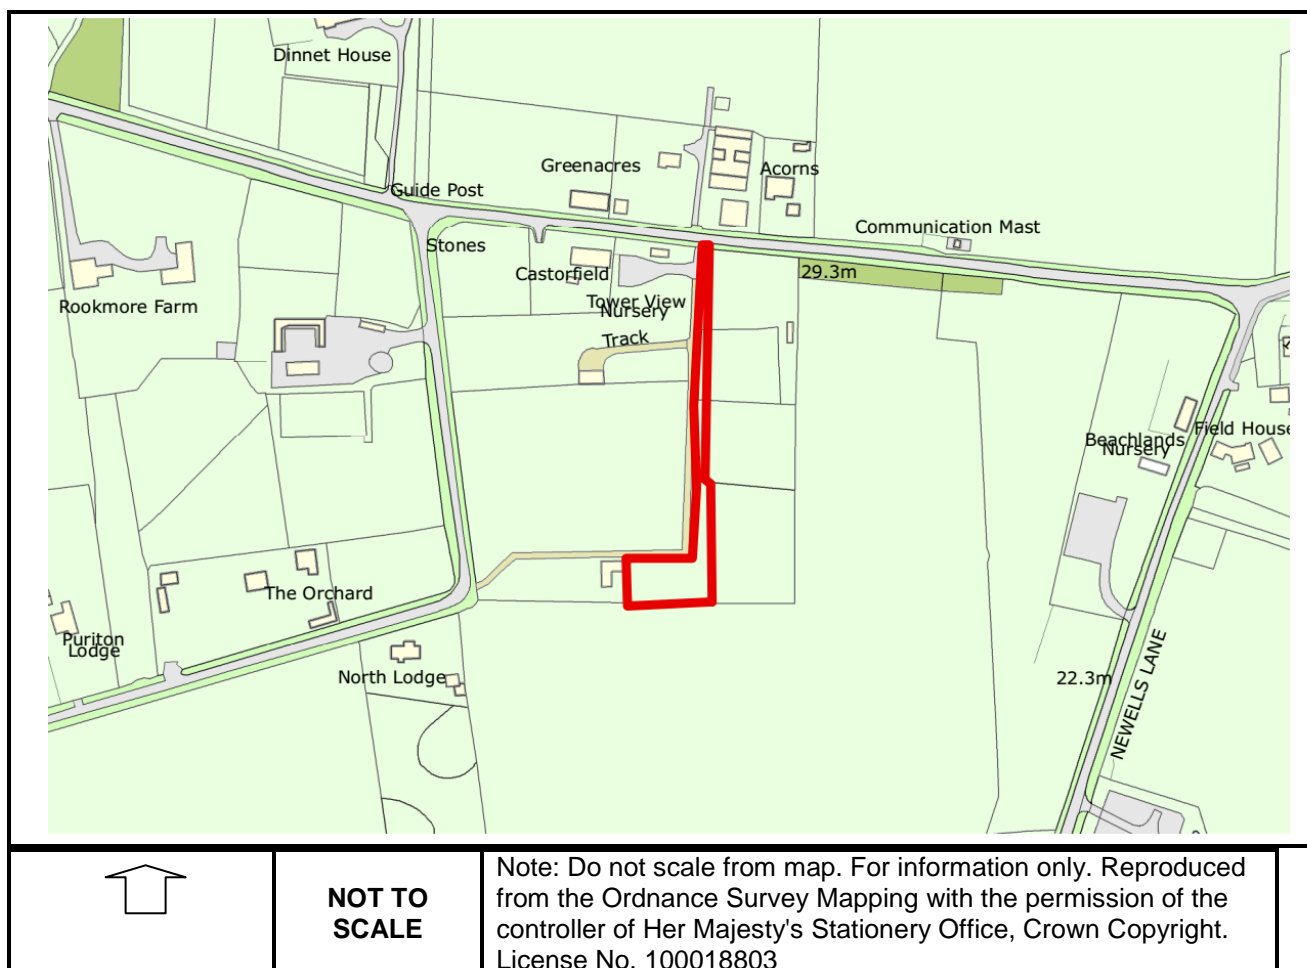 Dinnet House
Greenacres
Acorns
Guide Post
Communication Mast
Stones
Castorfield
29.3m
Rookmore Farm
Tower View
Nursery
Track
Beachlands
Nursery
Field House
The Orchard
Puriton
Lodge
North Lodge
22.3m
NEWELLS LANE
NOT TO
SCALE
Note: Do not scale from map. For information only. Reproduced
from the Ordnance Survey Mapping with the permission of the
controller of Her Majesty's Stationery Office, Crown Copyright.
License No. 100018803